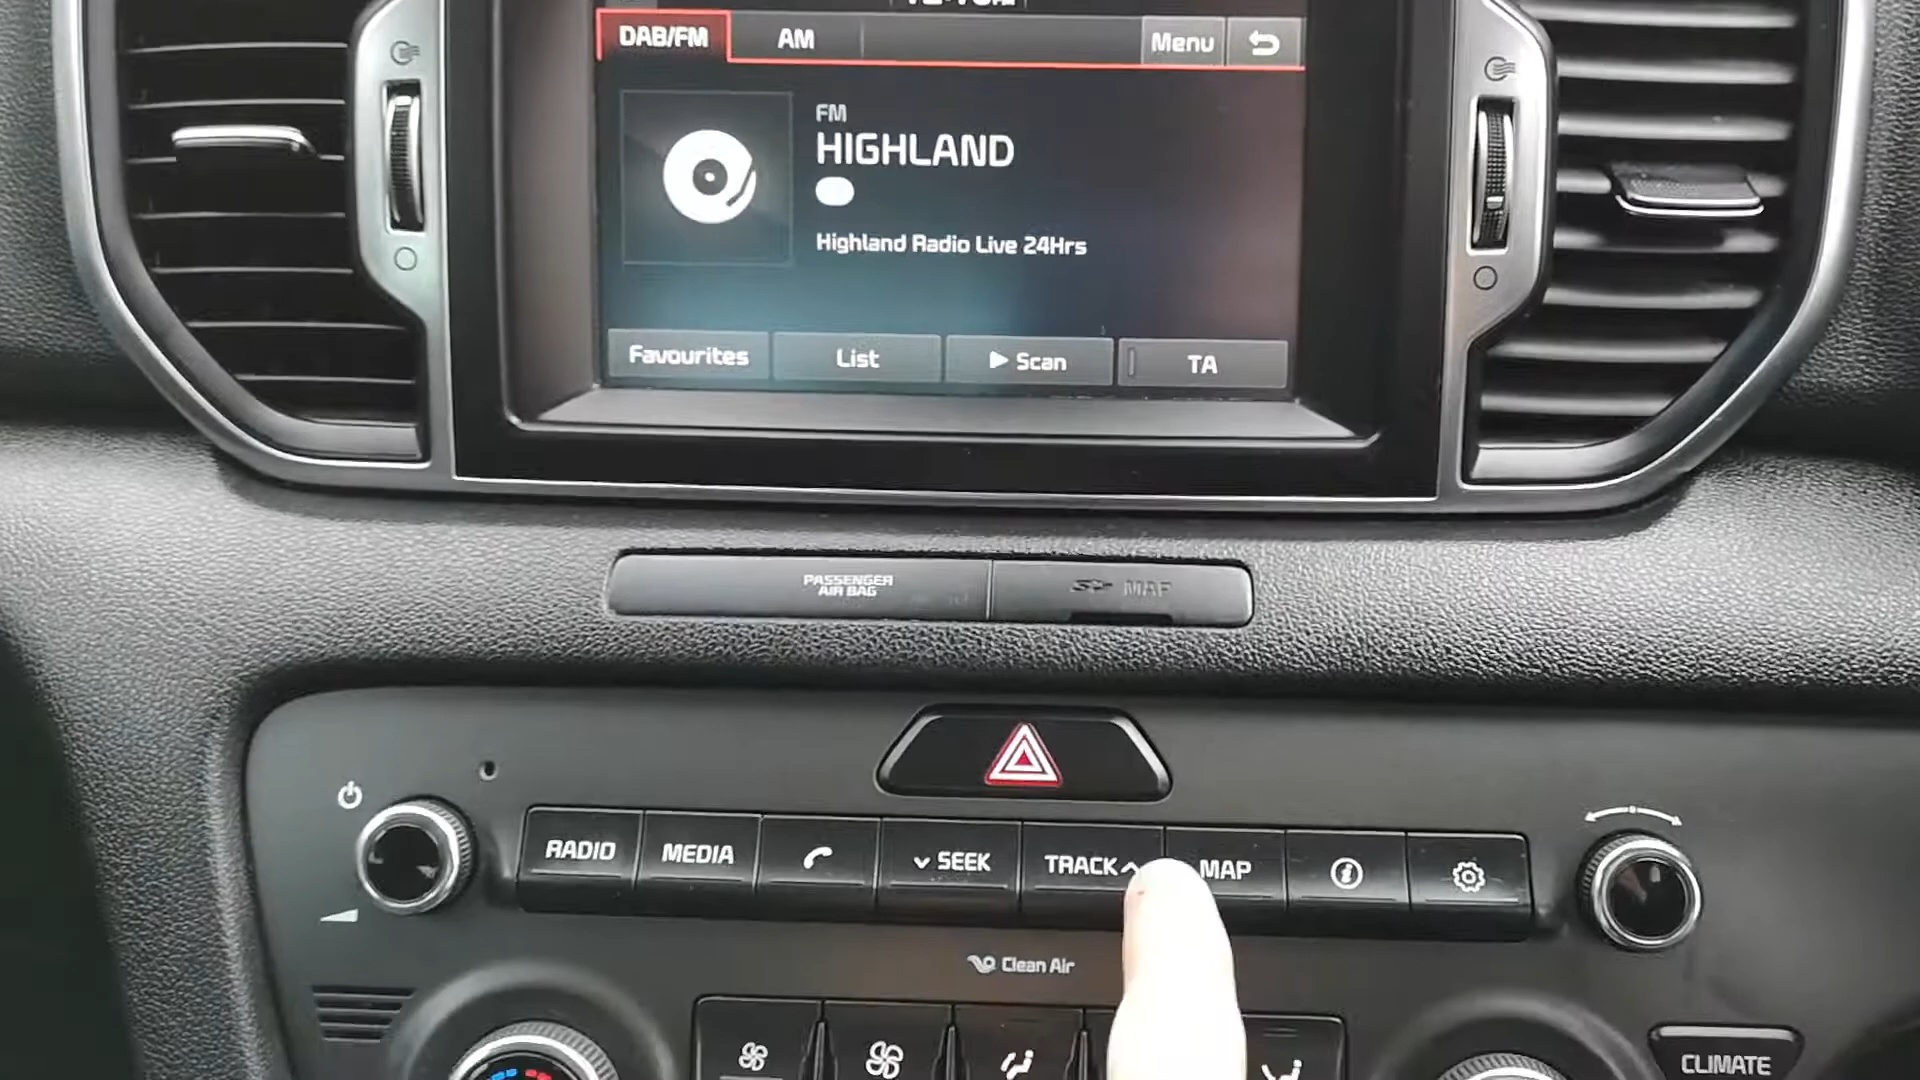 DAB/FM
AM
Menu
FM
HIGHLAND
Highland Radio Live 24Hrs
Favourites
List
Scan
TA
PASSENGER
AIR BAG
MAP
RADIO
MEDIA
SEEK
TRACK
MAP
Clean Air
CLIMATE